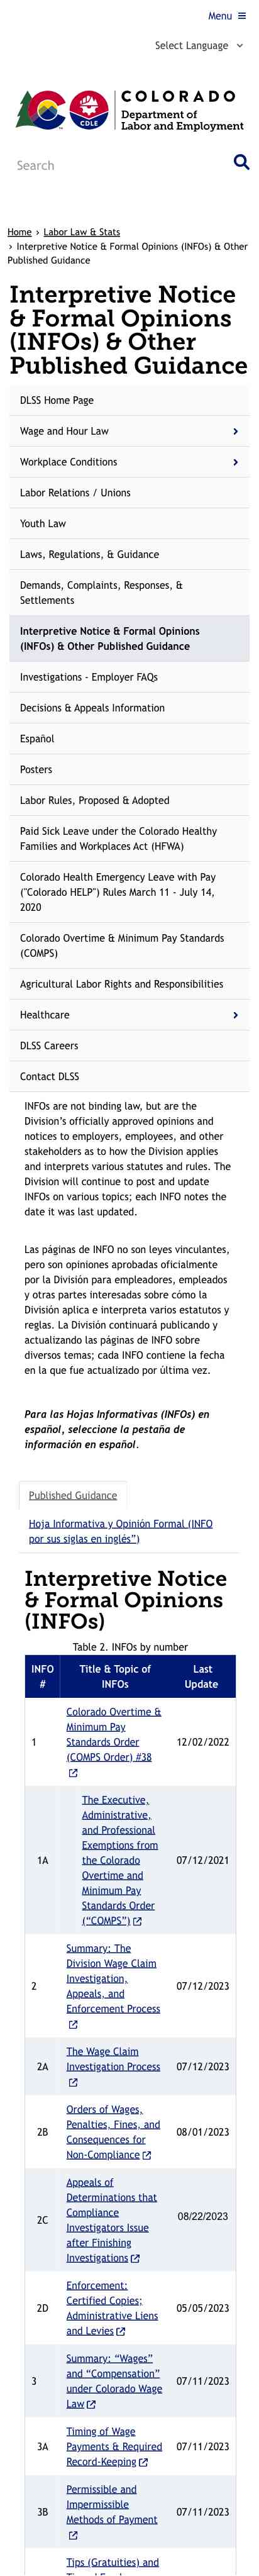 Menu
Select Language
COLORADO
Department of
Labor and Employment
CDLE
Search
Home › Labor Law & Stats
› Interpretive Notice & Formal Opinions (INFOs) & Other
Published Guidance
Interpretive Notice
& Formal Opinions
(INFOs) & Other
Published Guidance
DLSS Home Page
Wage and Hour Law
Workplace Conditions
Labor Relations / Unions
Youth Law
Laws, Regulations, & Guidance
Demands, Complaints, Responses, &
Settlements
Interpretive Notice & Formal Opinions
(INFOs) & Other Published Guidance
Investigations - Employer FAQs
Decisions & Appeals Information
Español
Posters
Labor Rules, Proposed & Adopted
Paid Sick Leave under the Colorado Healthy
Families and Workplaces Act (HFWA)
Colorado Health Emergency Leave with Pay
("Colorado HELP") Rules March 11 - July 14,
2020
Colorado Overtime & Minimum Pay Standards
(COMPS)
Agricultural Labor Rights and Responsibilities
Healthcare
DLSS Careers
Contact DLSS
INFOs are not binding law, but are the
Division’s officially approved opinions and
notices to employers, employees, and other
stakeholders as to how the Division applies
and interprets various statutes and rules. The
Division will continue to post and update
INFOs on various topics; each INFO notes the
date it was last updated.
Las páginas de INFO no son leyes vinculantes,
pero son opiniones aprobadas oficialmente
por la División para empleadores, empleados
y otras partes interesadas sobre cómo la
División aplica e interpreta varios estatutos y
reglas. La División continuará publicando y
actualizando las páginas de INFO sobre
diversos temas; cada INFO contiene la fecha
en la que fue actualizado por última vez.
Para las Hojas Informativas (INFOs) en
español, seleccione la pestaña de
información en español.
Published Guidance
Hoja Informativa y Opinión Formal (INFO
por sus siglas en inglés”)
Interpretive Notice
& Formal Opinions
(INFOs)
Table 2. INFOs by number
INFO # Title & Topic of INFOs Last Update
1 Colorado Overtime & Minimum Pay Standards Order (COMPS Order) #38 12/02/2022
1A The Executive, Administrative, and Professional Exemptions from the Colorado Overtime and Minimum Pay Standards Order (“COMPS”) 07/12/2021
2 Summary: The Division Wage Claim Investigation, Appeals, and Enforcement Process 07/12/2023
2A The Wage Claim Investigation Process 07/12/2023
2B Orders of Wages, Penalties, Fines, and Consequences for Non-Compliance 08/01/2023
2C Appeals of Determinations that Compliance Investigators Issue after Finishing Investigations 08/22/2023
2D Enforcement: Certified Copies; Administrative Liens and Levies 05/05/2023
3 Summary: “Wages” and “Compensation” under Colorado Wage Law 07/11/2023
3A Timing of Wage Payments & Required Record-Keeping 07/11/2023
3B Permissible and Impermissible Methods of Payment 07/11/2023
Tips (Gratuities) and